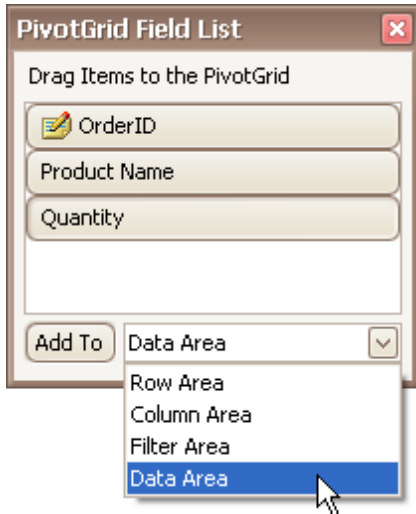 PivotGrid Field List
Drag Items to the PivotGrid
OrderID
Product Name
Quantity
Add To Data Area
Row Area
Column Area
Filter Area
Data Area